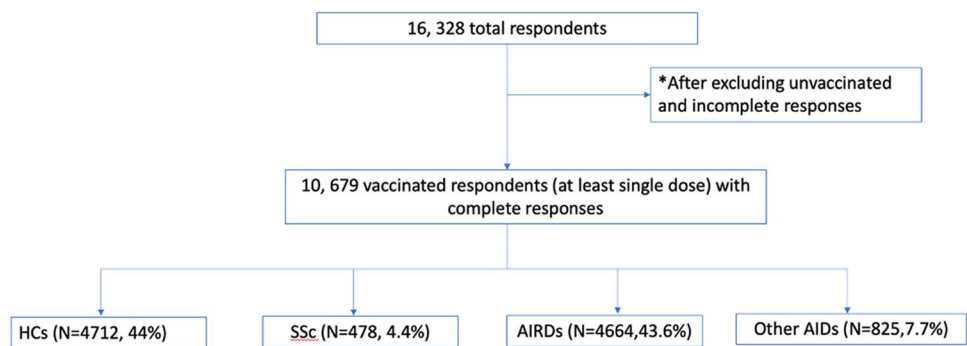 16, 328 total respondents
*After excluding unvaccinated
and incomplete responses
10, 679 vaccinated respondents (at least single dose) with
complete responses
HCs (N=4712, 44%)
SSc (N=478, 4.4%)
AIRDs (N=4664,43.6%)
Other AIDs (N=825,7.7%)